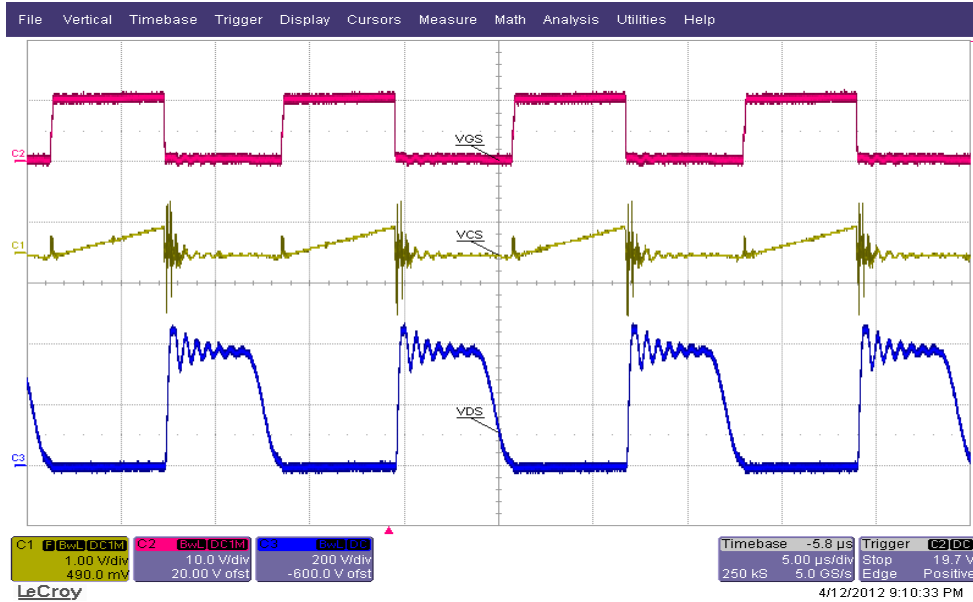 File Vertical Timebase Trigger Display Cursors Measure Math Analysis Utilities Help
C2
VGS
C1
VCS
VDS
C3
C1 F BwL DC1M
1.00 V/div
490.0 mV
C2 BwL DC1M
10.0 V/div
20.00 V ofst
C3 BwL DC
200 V/div
-600.0 V ofst
Timebase -5.8 µs
5.00 µs/div
250 kS 5.0 GS/s
Trigger C2 DC
Stop 19.7 V
Edge Positive
LeCroy
4/12/2012 9:10:33 PM